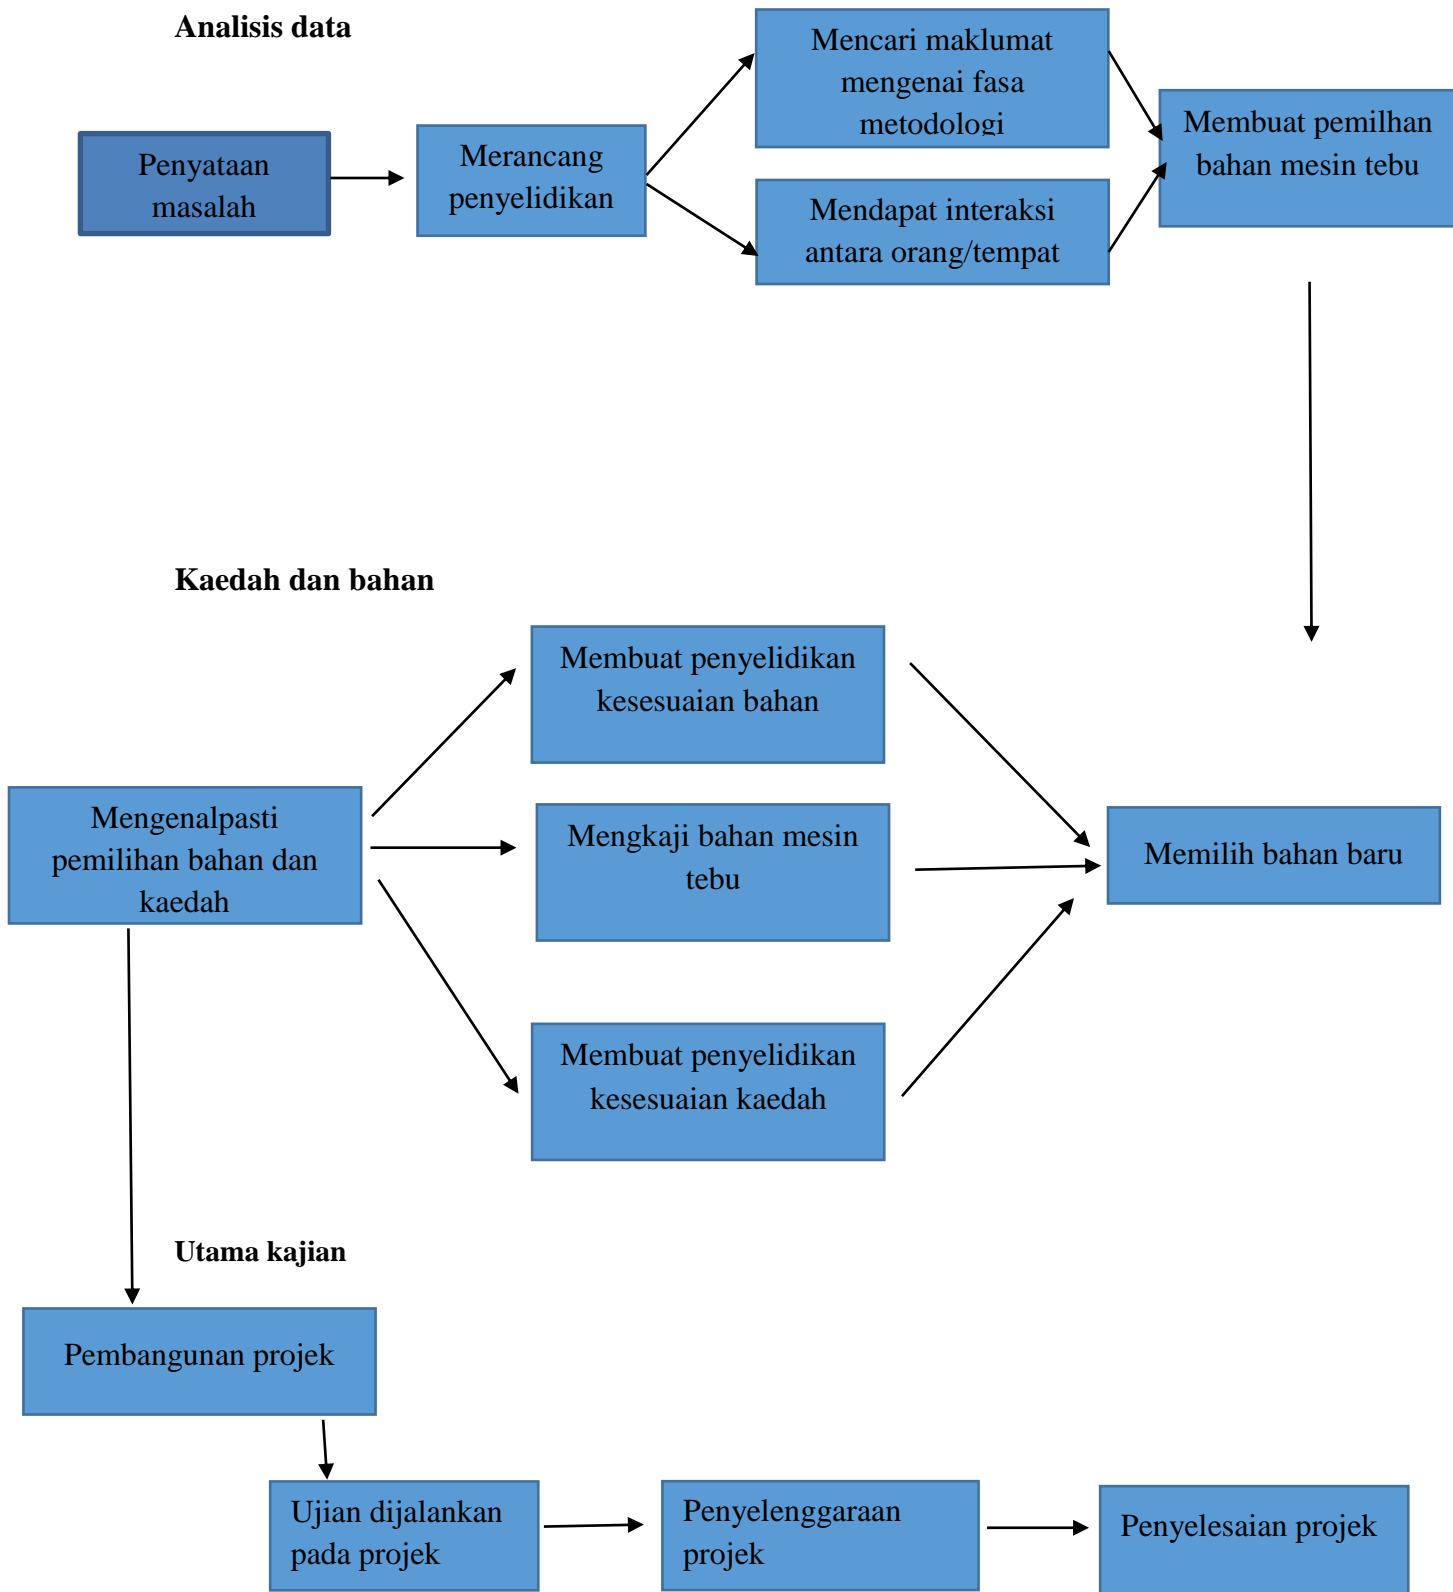 Analisis data
Penyataan
masalah
Merancang
penyelidikan
Mencari maklumat
mengenai fasa
metodologi
Mendapat interaksi
antara orang/tempat
Membuat pemilhan
bahan mesin tebu
Kaedah dan bahan
Mengenalpasti
pemilihan bahan dan
kaedah
Membuat penyelidikan
kesesuaian bahan
Mengkaji bahan mesin
tebu
Membuat penyelidikan
kesesuaian kaedah
Memilih bahan baru
Utama kajian
Pembangunan projek
Ujian dijalankan
pada projek
Penyelenggaraan
projek
Penyelesaian projek